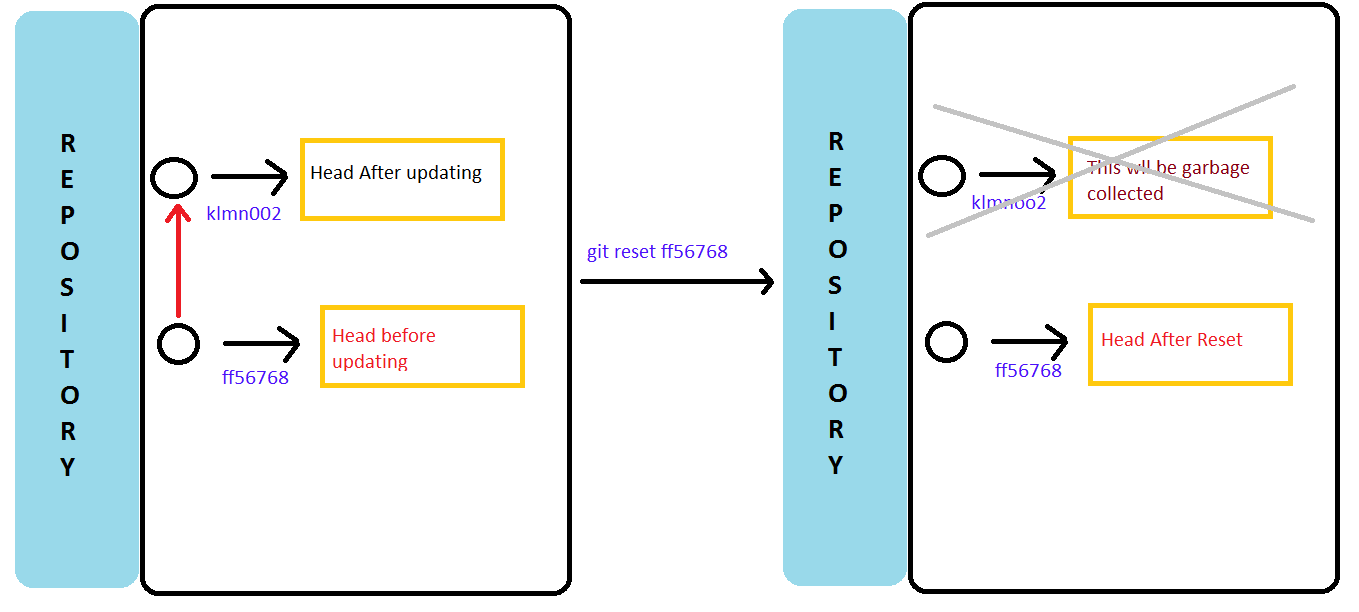 REPOSITORY
Head After updating
klmn002
Head before
updating
ff56768
git reset ff56768
REPOSITORY
This wll be garbage
collected
klmnoo2
Head After Reset
ff56768